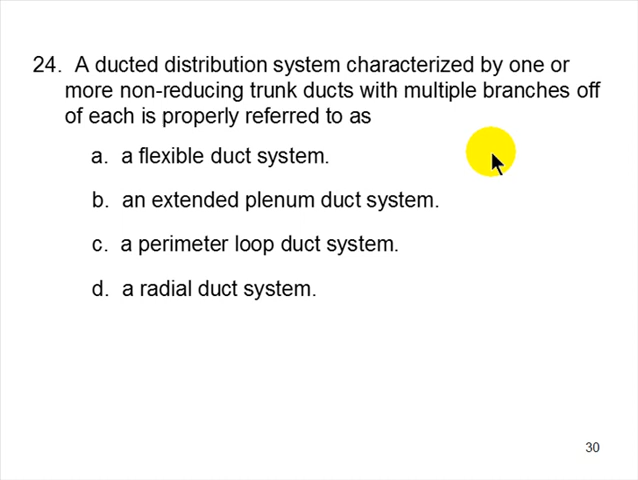 24. A ducted distribution system characterized by one or
more non-reducing trunk ducts with multiple branches off
of each is properly referred to as
a. a flexible duct system.
b. an extended plenum duct system.
c. a perimeter loop duct system.
d. a radial duct system.
30